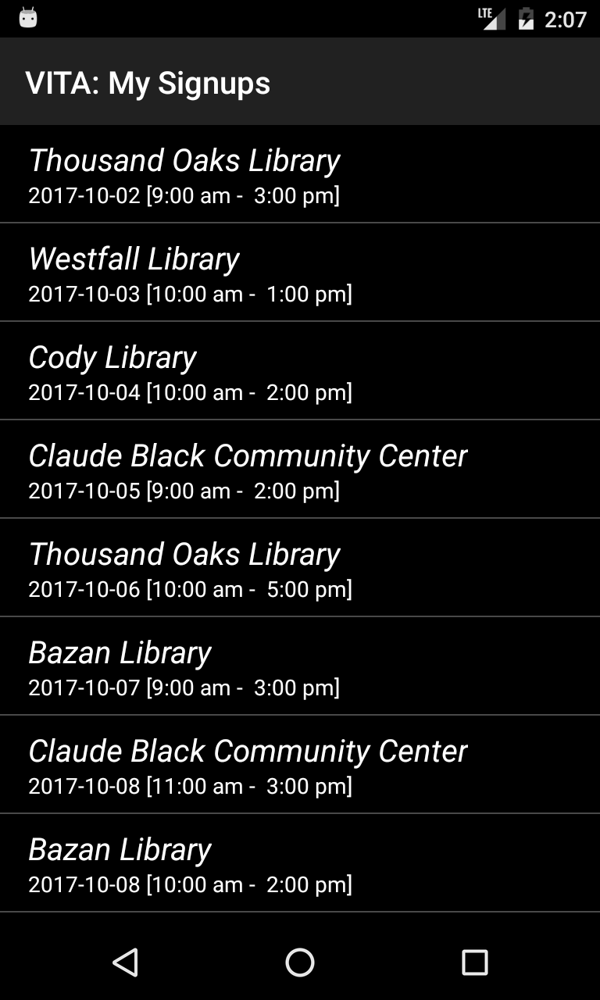 LTE 2:07
VITA: My Signups
Thousand Oaks Library
2017-10-02 [9:00 am -  3:00 pm]
Westfall Library
2017-10-03 [10:00 am -  1:00 pm]
Cody Library
2017-10-04 [10:00 am -  2:00 pm]
Claude Black Community Center
2017-10-05 [9:00 am -  2:00 pm]
Thousand Oaks Library
2017-10-06 [10:00 am -  5:00 pm]
Bazan Library
2017-10-07 [9:00 am -  3:00 pm]
Claude Black Community Center
2017-10-08 [11:00 am -  3:00 pm]
Bazan Library
2017-10-08 [10:00 am -  2:00 pm]